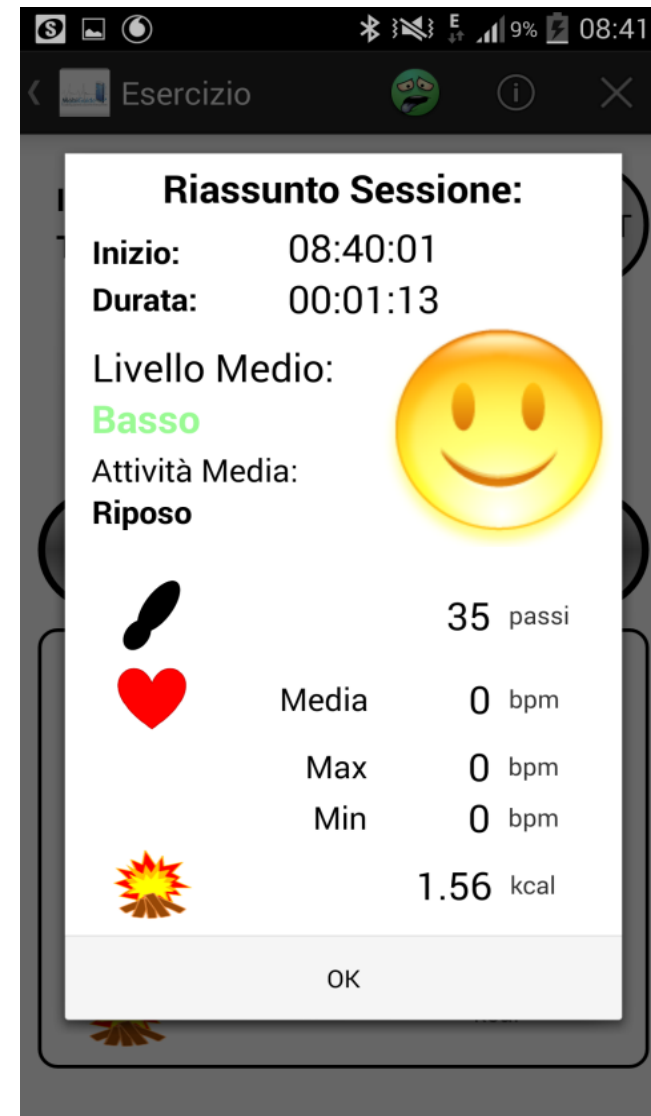 9% 08:41
Esercizio
Riassunto Sessione:
Inizio: 08:40:01
Durata: 00:01:13
Livello Medio:
Basso
Attività Media:
Riposo
35 passi
Media 0 bpm
Max 0 bpm
Min 0 bpm
1.56 kcal
OK